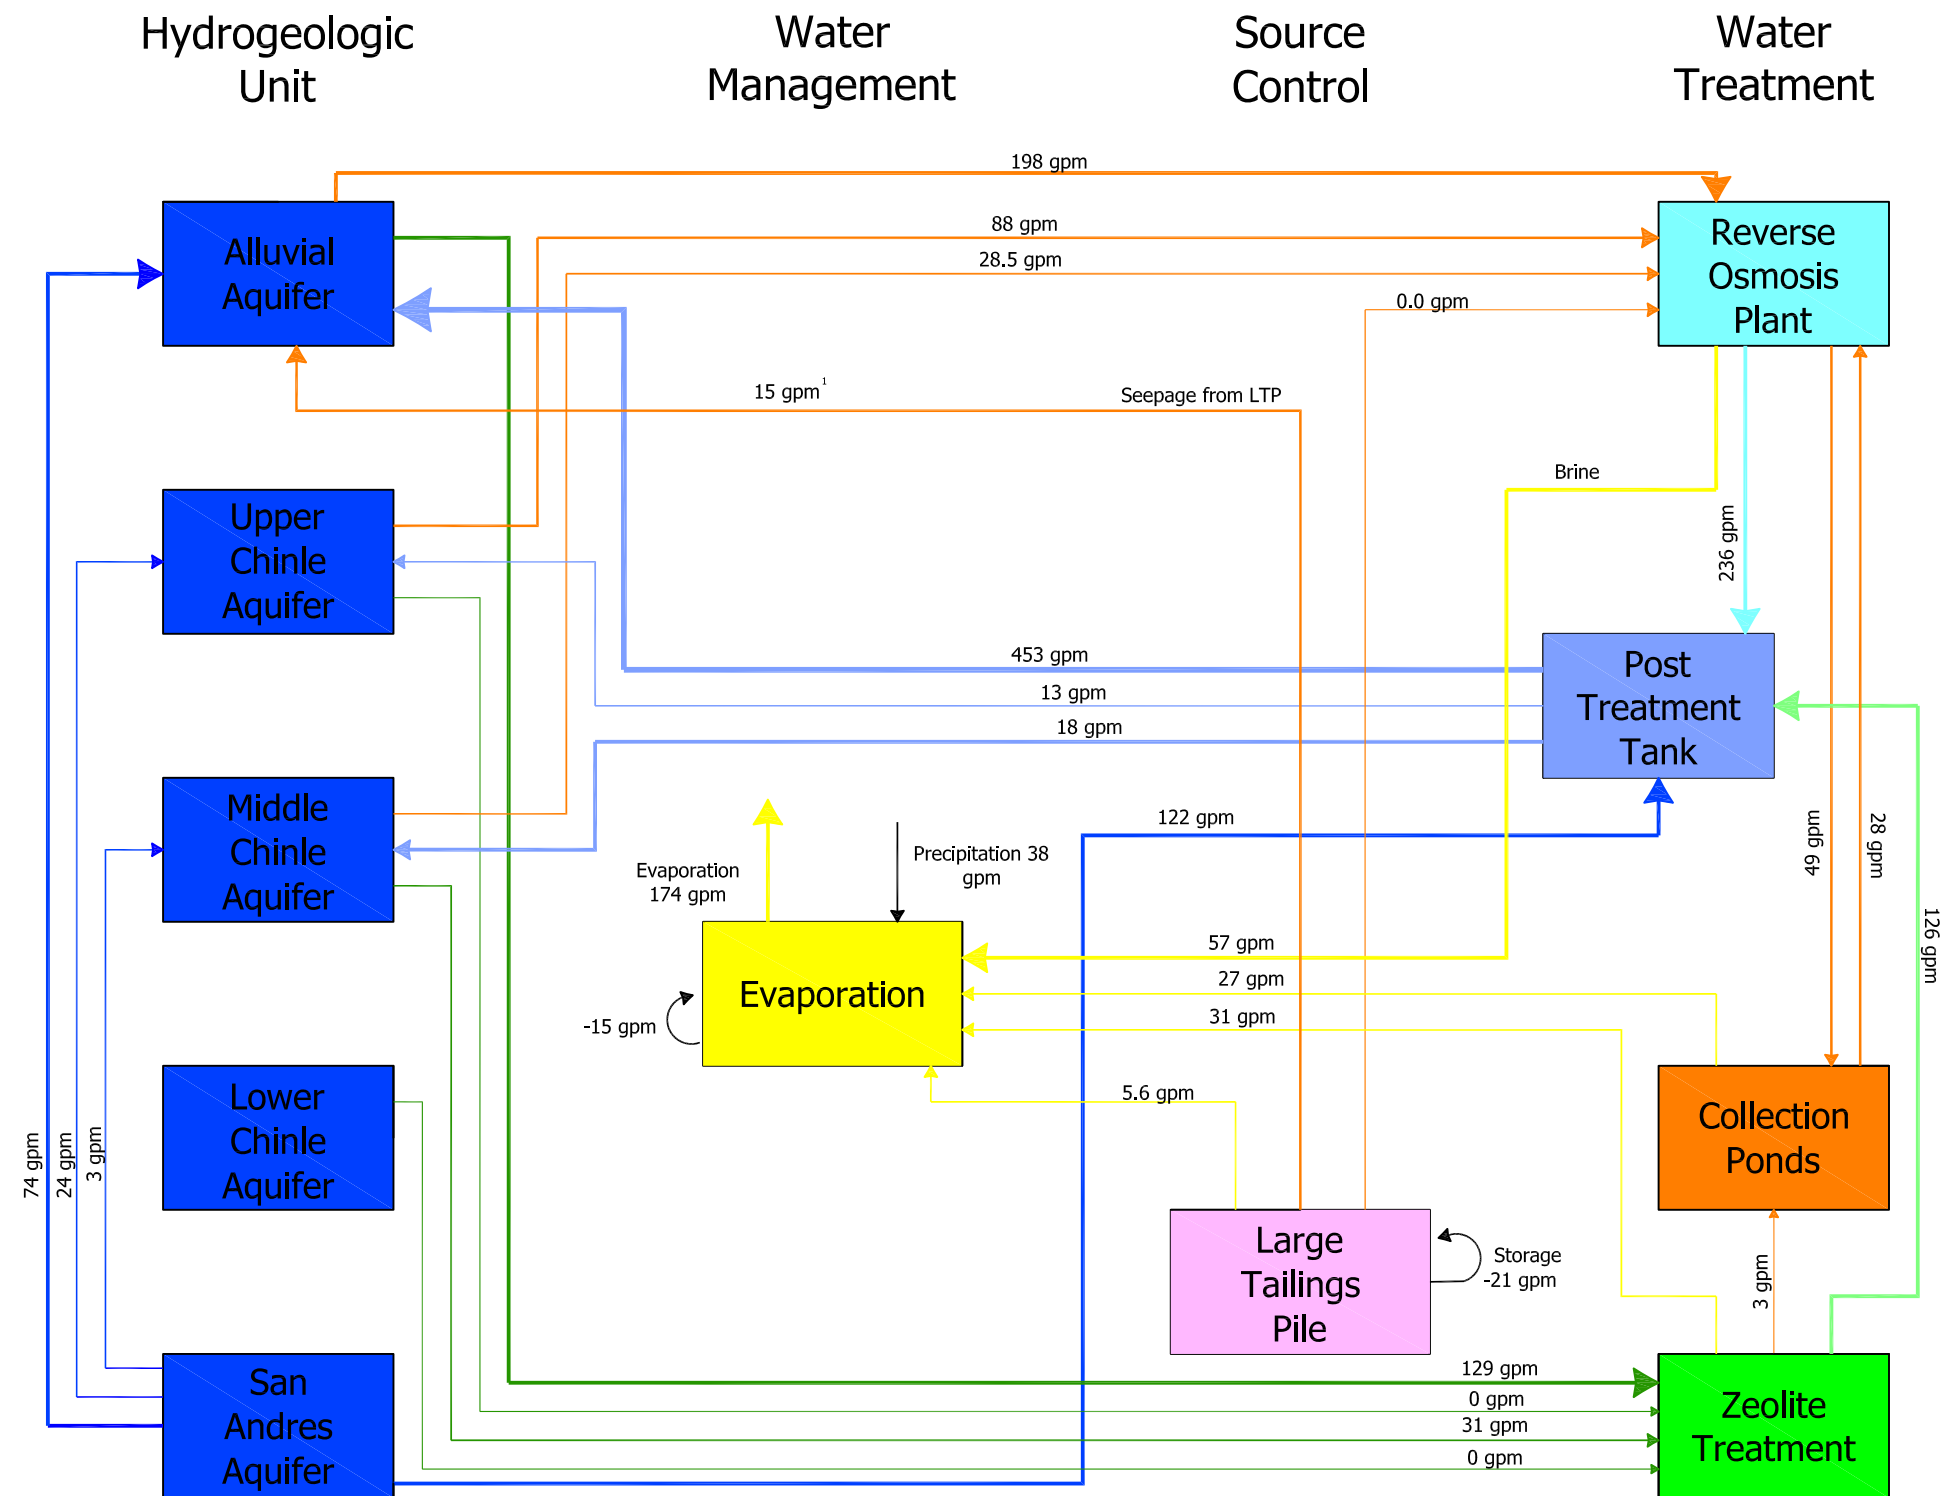 Hydrogeologic
Unit
Water
Management
Source
Control
Water
Treatment
198 gpm
88 gpm
28.5 gpm
0.0 gpm
Alluvial
Aquifer
Reverse
Osmosis
Plant
15 gpm¹
Seepage from LTP
Brine
236 gpm
Upper
Chinle
Aquifer
453 gpm
13 gpm
18 gpm
Post
Treatment
Tank
122 gpm
49 gpm
28 gpm
126 gpm
Middle
Chinle
Aquifer
Evaporation
174 gpm
Precipitation 38
gpm
57 gpm
27 gpm
31 gpm
Evaporation
-15 gpm
5.6 gpm
Lower
Chinle
Aquifer
Collection
Ponds
74 gpm
24 gpm
3 gpm
Large
Tailings
Pile
Storage
-21 gpm
3 gpm
129 gpm
0 gpm
31 gpm
0 gpm
San
Andres
Aquifer
Zeolite
Treatment